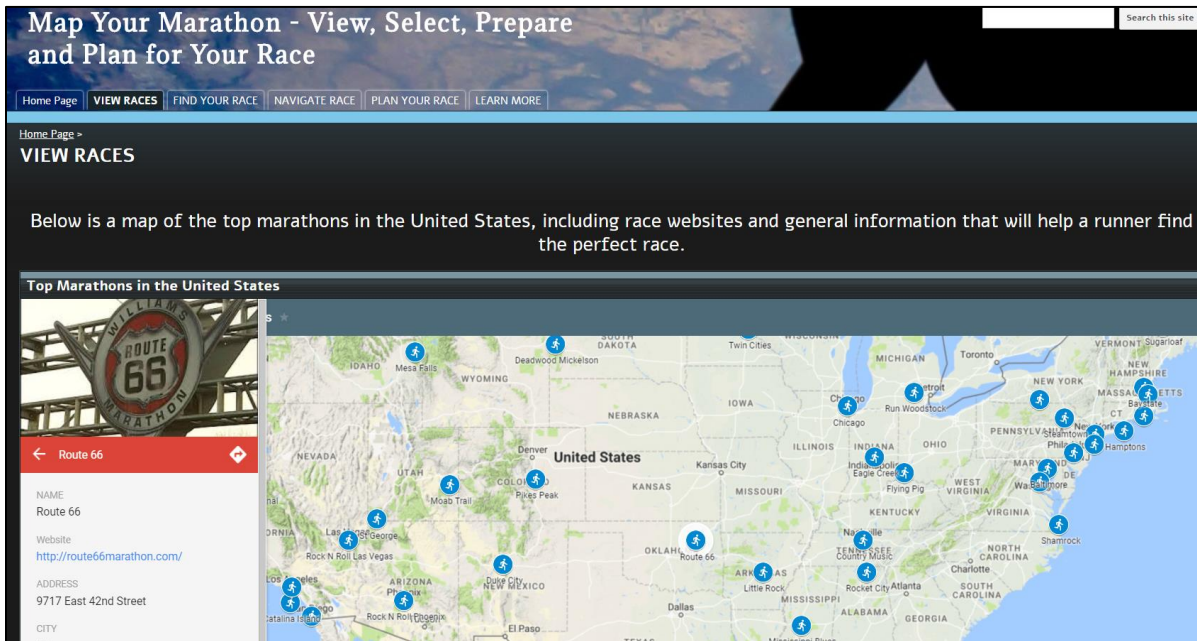 Map Your Marathon - View, Select, Prepare
and Plan for Your Race
Search this site
Home Page
VIEW RACES
FIND YOUR RACE
NAVIGATE RACE
PLAN YOUR RACE
LEARN MORE
Home Page >
VIEW RACES
Below is a map of the top marathons in the United States, including race websites and general information that will help a runner find
the perfect race.
Top Marathons in the United States
WILLIAMS
ROUTE
66
MARATHON
Route 66
NAME
Route 66
Website
http://route66marathon.com/
ADDRESS
9717 East 42nd Street
CITY
s
DAKOTA
Twin Cities
VERMONT
Sugarloaf
IDAHO
Mesa Falls
Deadwood Mickelson
MICHIGAN
Toronto
NEW
HAMPSHIRE
WYOMING
NEW YORK
Baystate
IOWA
Run Woodstock
CT
NEBRASKA
Chicago
Steamtown
Hamptons
ILLINOIS
INDIANA
OHIO
NEVADA
Denver
United States
Kansas City
Eagle Creek
UTAH
Moab Trail
Pikes Peak
KANSAS
MISSOURI
Flying Pig
WEST
VIRGINIA
DE
KENTUCKY
VIRGINIA
St George
Shamrock
Rock N Roll Las Vegas
Route 66
Country Music
NORTH
CAROLINA
Charlotte
ARIZONA
Duke City
NEW MEXICO
Little Rock
Rocket City
Atlanta
SOUTH
CAROLINA
MISSISSIPPI
Dallas
ALABAMA
GEORGIA
El Paso
TEXAS
Mississippi Blues